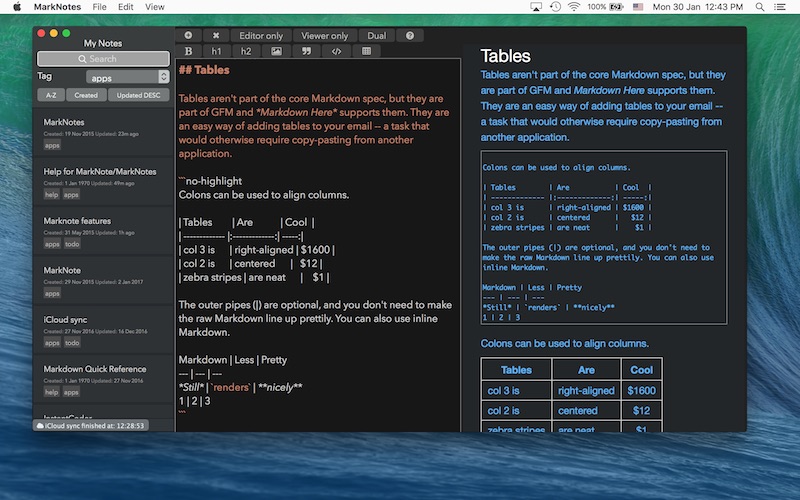 MarkNotes File Edit View 100% Mon 30 Jan 12:43 PM
My Notes
Search
Tag apps
A-Z Created Updated DESC
MarkNotes
Created: 19 Nov 2015 Updated: 23m ago
apps
Help for MarkNote/MarkNotes
Created: 1 Jan 1970 Updated: 49m ago
help apps
Marknote features
Created: 31 May 2015 Updated: 1h ago
apps todo
MarkNote
Created: 29 Nov 2015 Updated: 2 Jan 2017
apps
iCloud sync
Created: 27 Nov 2016 Updated: 16 Dec 2016
apps todo
Markdown Quick Reference
Created: 1 Jan 1970 Updated: 27 Nov 2016
help apps
iCloud sync finished at: 12:28:53
Editor only Viewer only Dual
B h1 h2
## Tables
Tables aren't part of the core Markdown spec, but they are
part of GFM and *Markdown Here* supports them. They are
an easy way of adding tables to your email -- a task that
would otherwise require copy-pasting from another
application.
```no-highlight
Colons can be used to align columns.
| Tables | Are | Cool |
| ------------- |:-------------:| -----:|
| col 3 is | right-aligned | $1600 |
| col 2 is | centered | $12 |
| zebra stripes | are neat | $1 |
The outer pipes (|) are optional, and you don't need to make
the raw Markdown line up prettily. You can also use inline
Markdown.
Markdown | Less | Pretty
--- | --- | ---
*Still* | `renders` | **nicely**
1 | 2 | 3
```
Tables
Tables aren't part of the core Markdown spec, but they
are part of GFM and Markdown Here supports them.
They are an easy way of adding tables to your email --
a task that would otherwise require copy-pasting from
another application.
Colons can be used to align columns.
| Tables | Are | Cool |
| ------------- |:-------------:| -----:|
| col 3 is | right-aligned | $1600 |
| col 2 is | centered | $12 |
| zebra stripes | are neat | $1 |
The outer pipes (|) are optional, and you don't need to
make the raw Markdown line up prettily. You can also use
inline Markdown.
Markdown | Less | Pretty
--- | --- | ---
*Still* | `renders` | **nicely**
1 | 2 | 3
Colons can be used to align columns.
Tables Are Cool
col 3 is right-aligned $1600
col 2 is centered $12
zebra stripes are neat $1